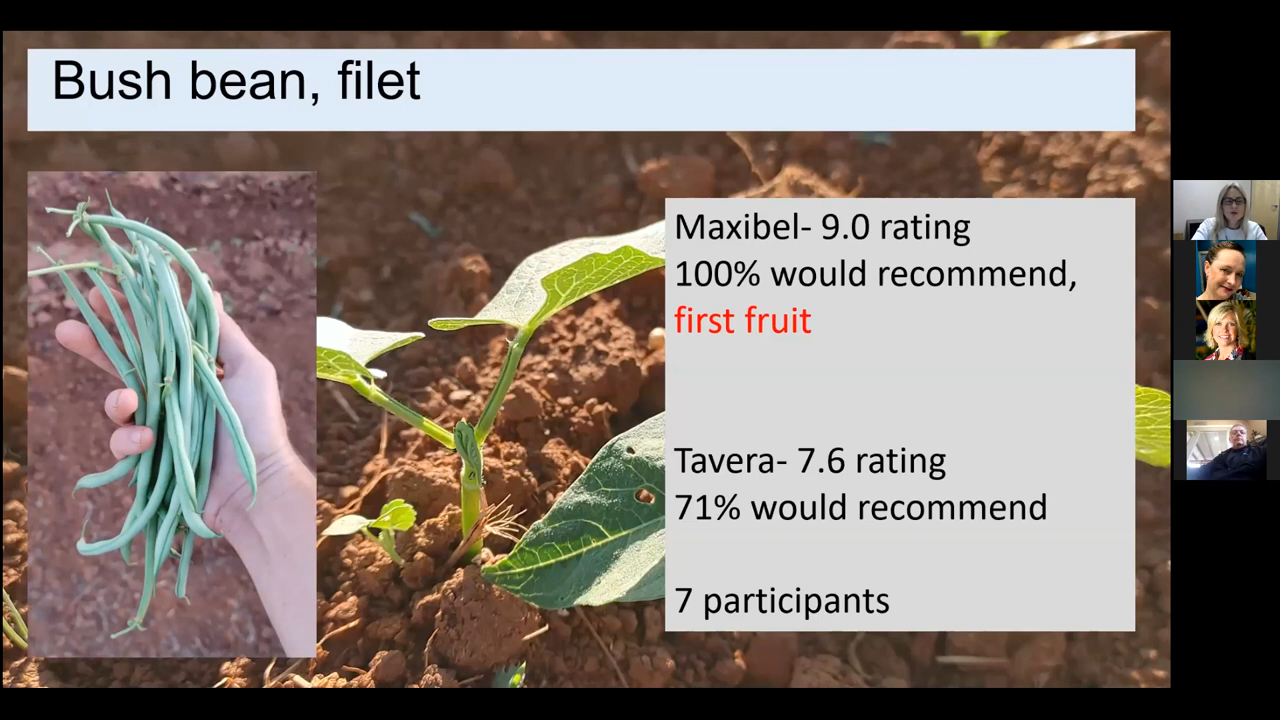 Bush bean, filet
Maxibel- 9.0 rating
100% would recommend,
first fruit
Tavera- 7.6 rating
71% would recommend
7 participants